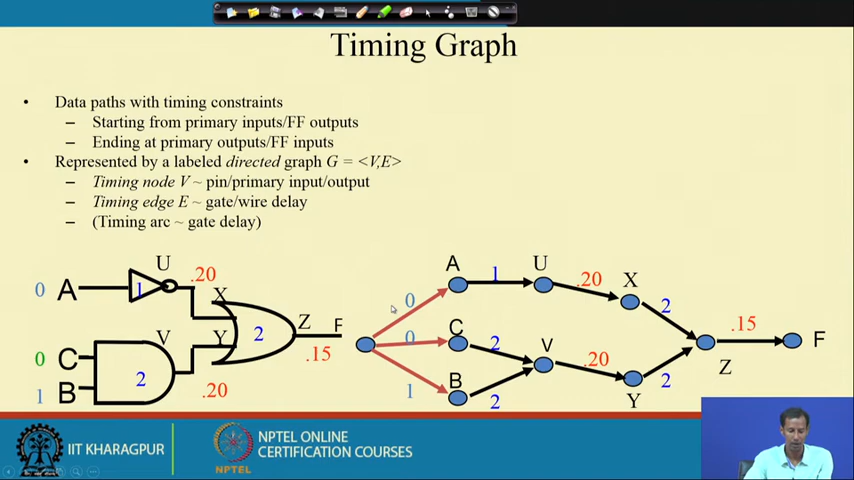 Timing Graph
• Data paths with timing constraints
– Starting from primary inputs/FF outputs
– Ending at primary outputs/FF inputs
• Represented by a labeled directed graph G = <V,E>
– Timing node V ~ pin/primary input/output
– Timing edge E ~ gate/wire delay
– (Timing arc ~ gate delay)
U .20
0 A 1 X
V Y 2 Z F
.15
0 C
1 B 2 .20
A 1 U .20 X
0 2
0 C 2 V .20 .15 F
1 B 2 Y 2 Z
IIT KHARAGPUR
NPTEL
NPTEL ONLINE
CERTIFICATION COURSES